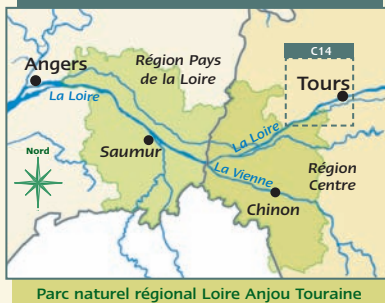 C14
Angers
Région Pays
de la Loire
Tours
La Loire
La Loire
Nord
Saumur
La Vienne
Région
Centre
Chinon
Parc naturel régional Loire Anjou Touraine